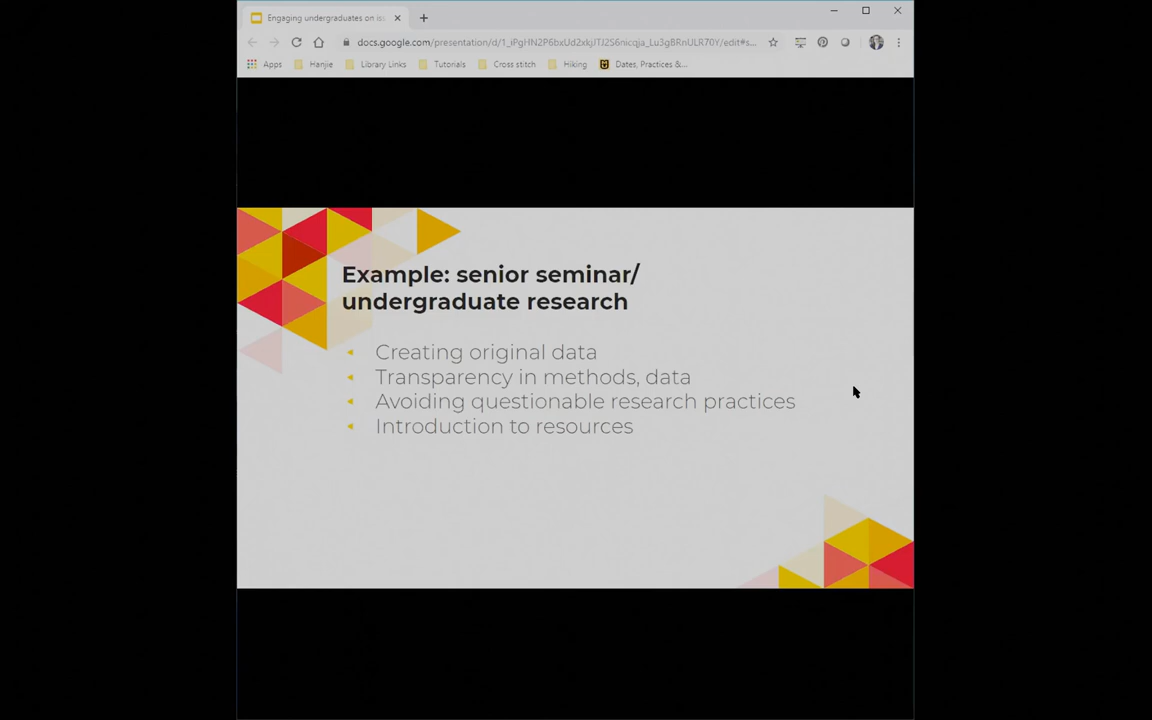 Engaging undergraduates on is
docs.google.com/presentation/d/1_iPgHN2P6bxUd2xkjJTJ2S6nicqja_Lu3gBRnULR70Y/edit#s...
Apps Hanjie Library Links Tutorials Cross stitch Hiking Dates, Practices &...
Example: senior seminar/
undergraduate research
Creating original data
Transparency in methods, data
Avoiding questionable research practices
Introduction to resources